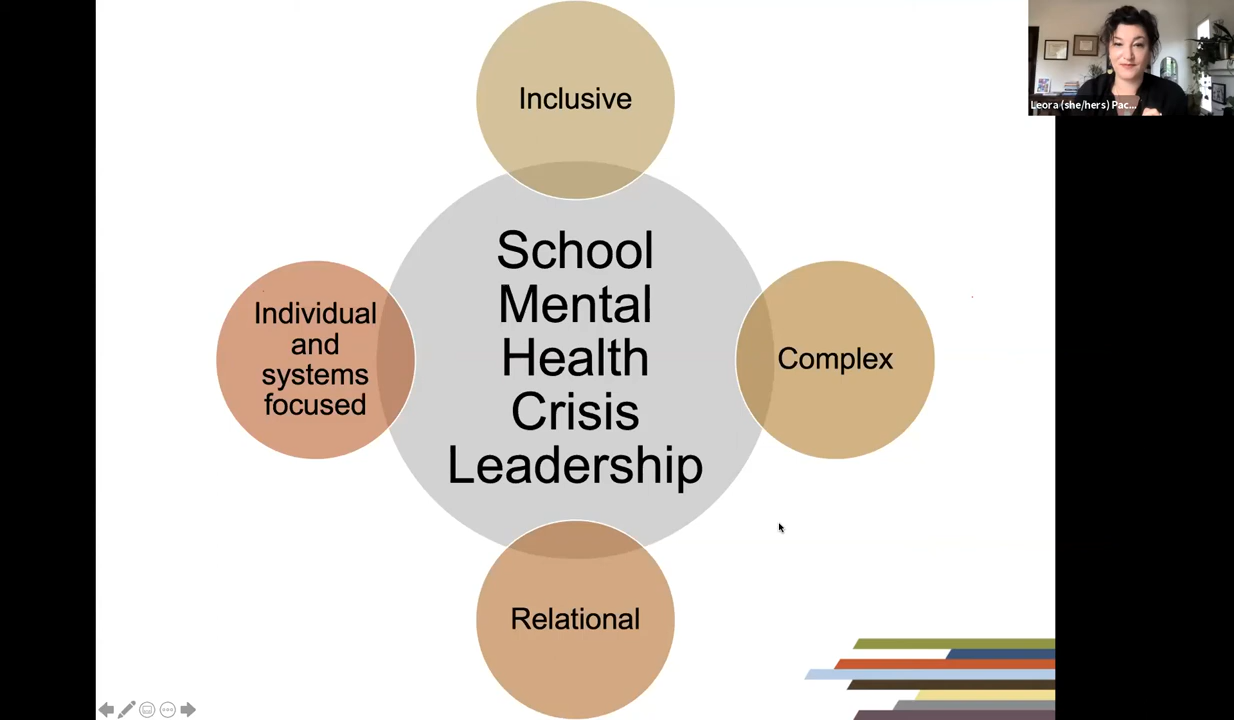 Inclusive
Leora (she/hers) Pac...
School
Mental
Health
Crisis
Leadership
Individual
and
systems
focused
Complex
Relational